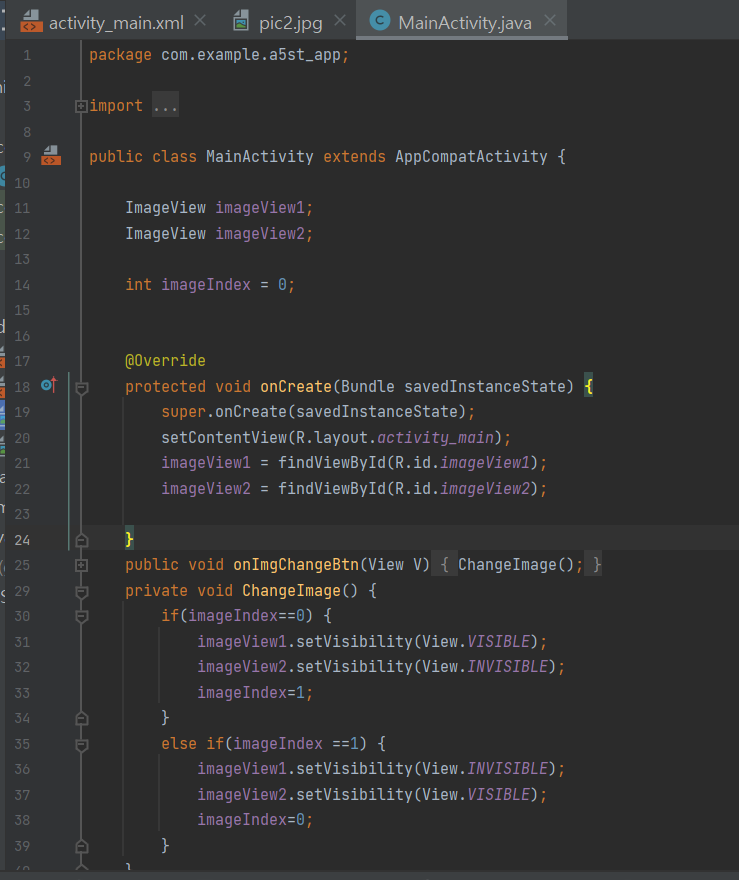 activity_main.xml pic2.jpg MainActivity.java
1 package com.example.a5st_app;
2
3 import ...
8
9 public class MainActivity extends AppCompatActivity {
10
11 ImageView imageView1;
12 ImageView imageView2;
13
14 int imageIndex = 0;
15
16
17 @Override
18 protected void onCreate(Bundle savedInstanceState) {
19 super.onCreate(savedInstanceState);
20 setContentView(R.layout.activity_main);
21 imageView1 = findViewById(R.id.imageView1);
22 imageView2 = findViewById(R.id.imageView2);
23
24 }
25 public void onImgChangeBtn(View V) { ChangeImage(); }
29 private void ChangeImage() {
30 if(imageIndex==0) {
31 imageView1.setVisibility(View.VISIBLE);
32 imageView2.setVisibility(View.INVISIBLE);
33 imageIndex=1;
34 }
35 else if(imageIndex ==1) {
36 imageView1.setVisibility(View.INVISIBLE);
37 imageView2.setVisibility(View.VISIBLE);
38 imageIndex=0;
39 }